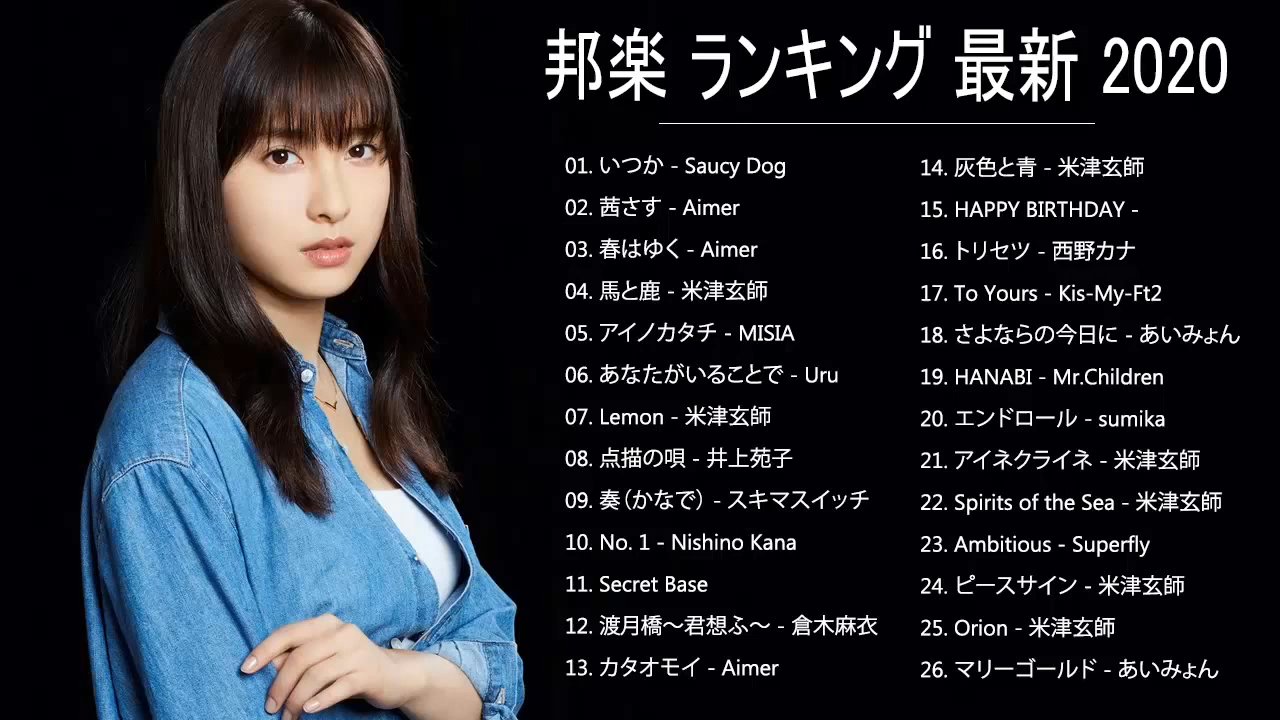 邦楽 ランキング 最新 2020
01. いつか - Saucy Dog
02. 茜さす - Aimer
03. 春はゆく - Aimer
04. 馬と鹿 - 米津玄師
05. アイノカタチ - MISIA
06. あなたがいることで - Uru
07. Lemon - 米津玄師
08. 点描の唄 - 井上苑子
09. 奏（かなで） - スキマスイッチ
10. No. 1 - Nishino Kana
11. Secret Base
12. 渡月橋～君想ふ～ - 倉木麻衣
13. カタオモイ - Aimer
14. 灰色と青 - 米津玄師
15. HAPPY BIRTHDAY -
16. トリセツ - 西野カナ
17. To Yours - Kis-My-Ft2
18. さよならの今日に - あいみょん
19. HANABI - Mr.Children
20. エンドロール - sumika
21. アイネクライネ - 米津玄師
22. Spirits of the Sea - 米津玄師
23. Ambitious - Superfly
24. ピースサイン - 米津玄師
25. Orion - 米津玄師
26. マリーゴールド - あいみょん